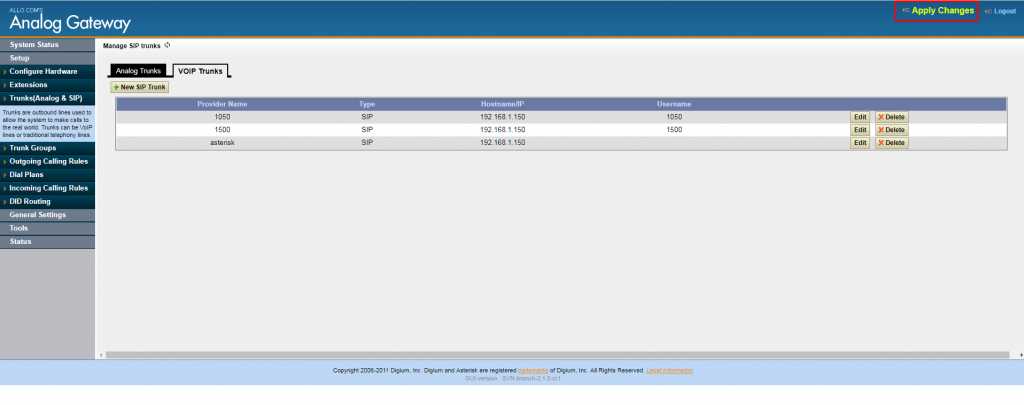 ALLO.COM'S
Analog Gateway
Apply Changes
Logout
System Status
Setup
Configure Hardware
Extensions
Trunks(Analog & SIP)
Trunks are outbound lines used to
allow the system to make calls to
the real world. Trunks can be VoIP
lines or traditional telephony lines.
Trunk Groups
Outgoing Calling Rules
Dial Plans
Incoming Calling Rules
DID Routing
General Settings
Tools
Status
Manage SIP trunks
Analog Trunks VOIP Trunks
+ New SIP Trunk
Provider Name Type Hostname/IP Username
1050 SIP 192.168.1.150 1050 Edit Delete
1500 SIP 192.168.1.150 1500 Edit Delete
asterisk SIP 192.168.1.150 Edit Delete
Copyright 2006-2011 Digium, Inc. Digium and Asterisk are registered trademarks of Digium, Inc. All Rights Reserved. Legal Information
GUI-version : SVN-branch-2.1.0-rc1